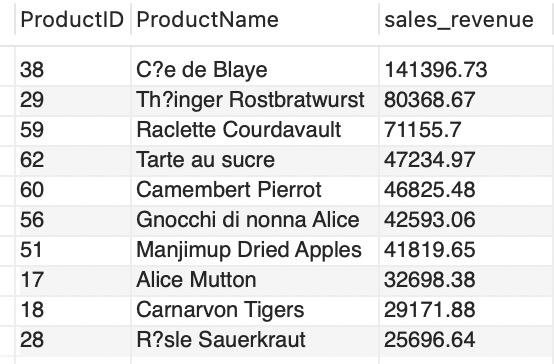 ProductID ProductName sales_revenue
38 C?e de Blaye 141396.73
29 Th?inger Rostbratwurst 80368.67
59 Raclette Courdavault 71155.7
62 Tarte au sucre 47234.97
60 Camembert Pierrot 46825.48
56 Gnocchi di nonna Alice 42593.06
51 Manjimup Dried Apples 41819.65
17 Alice Mutton 32698.38
18 Carnarvon Tigers 29171.88
28 R?sle Sauerkraut 25696.64